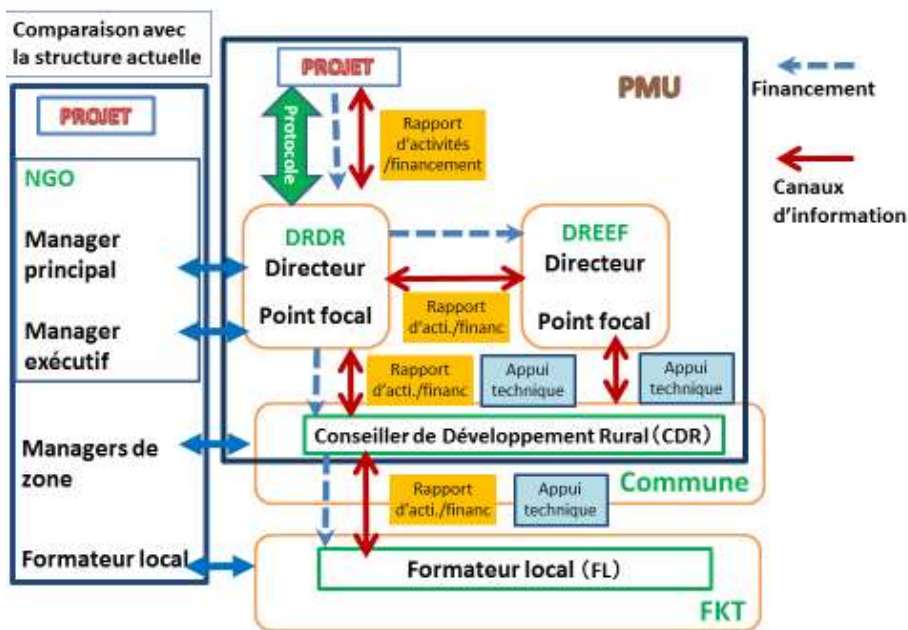 Comparaison avec
la structure actuelle
PROJET
NGO
Manager
principal
Manager
exécutif
Managers de
zone
Formateur local
PROJET
PMU
Protocole
Rapport
d'activités
/financement
DRDR
Directeur
Point focal
DREEF
Directeur
Point focal
Rapport
d'acti./financ
Rapport
d'acti./financ
Appui
technique
Appui
technique
Conseiller de Développement Rural (CDR)
Commune
Rapport
d'acti./financ
Appui
technique
Formateur local (FL)
FKT
Financement
Canaux
d'information